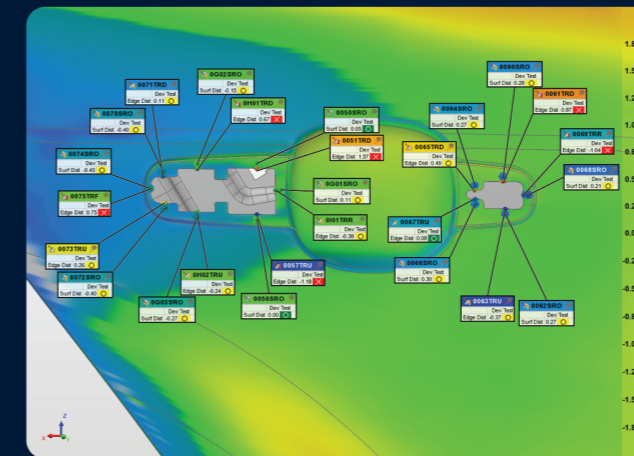 0G02SRO
Dev Test
Surf Dist -0.15
0071TRD
Dev Test
Edge Dist 0.11
0H01TRD
Dev Test
Edge Dist 0.67
0070SRO
Dev Test
Surf Dist -0.40
0050SRO
Dev Test
Surf Dist 0.05
0051TRD
Dev Test
Edge Dist 1.57
0074SRO
Dev Test
Surf Dist -0.45
0075TRF
Dev Test
Edge Dist 0.75
0G01SRO
Dev Test
Surf Dist 0.11
0I01TRR
Dev Test
Edge Dist -0.38
0073TRU
Dev Test
Edge Dist 0.26
0072SRO
Dev Test
Surf Dist -0.40
0H02TRU
Dev Test
Edge Dist -0.24
0G03SRO
Dev Test
Surf Dist -0.27
0057TRU
Dev Test
Edge Dist -1.18
0056SRO
Dev Test
Surf Dist 0.00
0060SRO
Dev Test
Surf Dist 0.28
0061TRD
Dev Test
Edge Dist 0.87
0064SRO
Dev Test
Surf Dist 0.27
0065TRD
Dev Test
Edge Dist 0.45
0069TRR
Dev Test
Edge Dist -1.04
0068SRO
Dev Test
Surf Dist 0.21
0067TRU
Dev Test
Edge Dist 0.08
0066SRO
Dev Test
Surf Dist 0.30
0063TRU
Dev Test
Edge Dist -0.37
0062SRO
Dev Test
Surf Dist 0.27
Z
X
Y